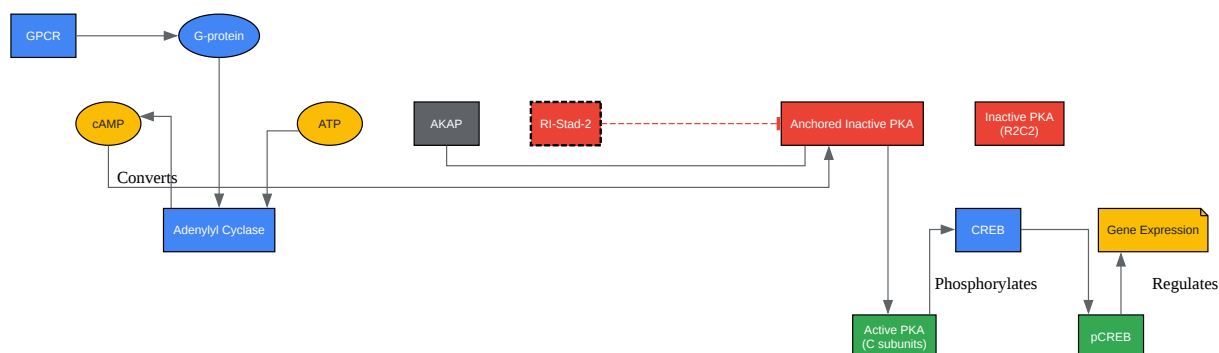 GPCR
G-protein
cAMP
ATP
AKAP
RI-Stad-2
Anchored Inactive PKA
Inactive PKA
(R2C2)
Converts
Adenylyl Cyclase
CREB
Gene Expression
Phosphorylates
Regulates
Active PKA
(C subunits)
pCREB